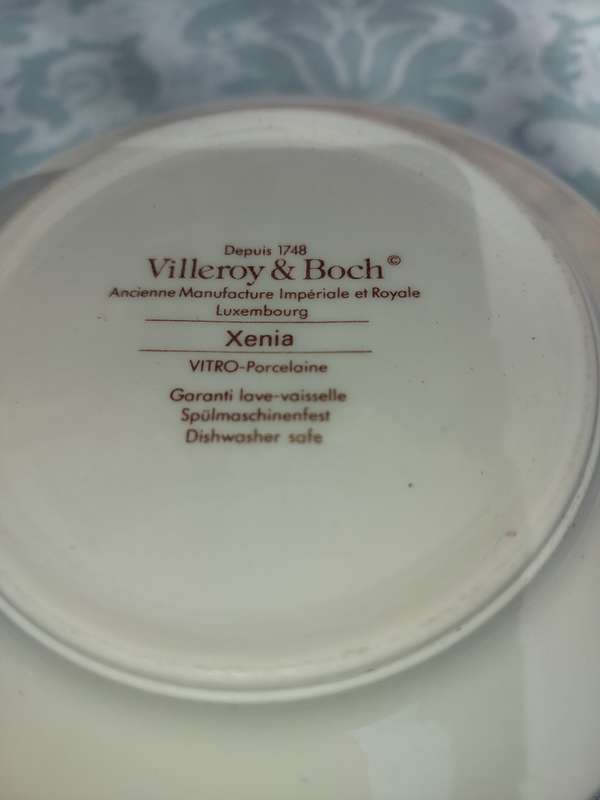 Depuis 1748
Villeroy & Boch©
Ancienne Manufacture Impériale et Royale
Luxembourg
Xenia
VITRO-Porcelaine
Garanti lave-vaisselle
Spülmaschinenfest
Dishwasher safe